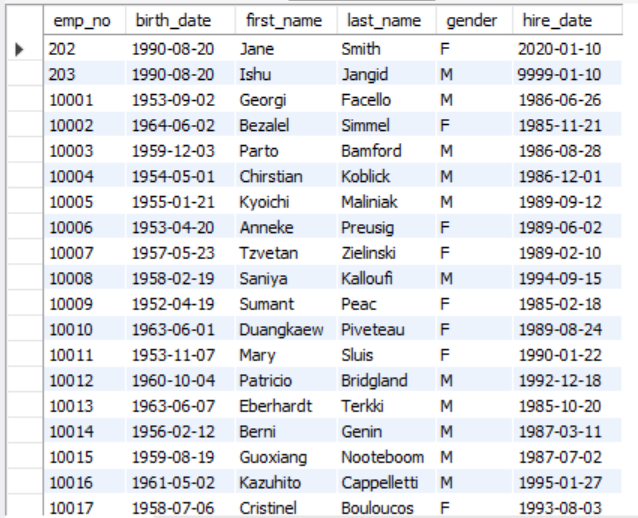 emp_no birth_date first_name last_name gender hire_date
202 1990-08-20 Jane Smith F 2020-01-10
203 1990-08-20 Ishu Jangid M 9999-01-10
10001 1953-09-02 Georgi Facello M 1986-06-26
10002 1964-06-02 Bezalel Simmel F 1985-11-21
10003 1959-12-03 Parto Bamford M 1986-08-28
10004 1954-05-01 Chirstian Koblick M 1986-12-01
10005 1955-01-21 Kyoichi Maliniak M 1989-09-12
10006 1953-04-20 Anneke Preusig F 1989-06-02
10007 1957-05-23 Tzvetan Zielinski F 1989-02-10
10008 1958-02-19 Saniya Kalloufi M 1994-09-15
10009 1952-04-19 Sumant Peac F 1985-02-18
10010 1963-06-01 Duangkaew Piveteau F 1989-08-24
10011 1953-11-07 Mary Sluis F 1990-01-22
10012 1960-10-04 Patricio Bridgland M 1992-12-18
10013 1963-06-07 Eberhardt Terkki M 1985-10-20
10014 1956-02-12 Berni Genin M 1987-03-11
10015 1959-08-19 Guoxiang Nooteboom M 1987-07-02
10016 1961-05-02 Kazuhito Cappelletti M 1995-01-27
10017 1958-07-06 Cristinel Bouloucos F 1993-08-03